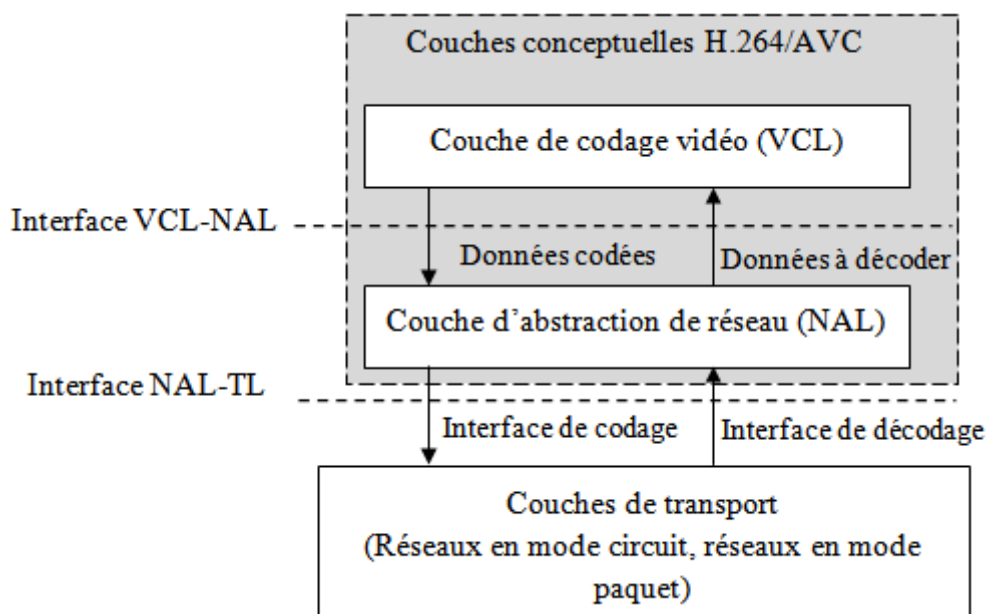 Couches conceptuelles H.264/AVC
Couche de codage vidéo (VCL)
Interface VCL-NAL
Données codées
Données à décoder
Couche d’abstraction de réseau (NAL)
Interface NAL-TL
Interface de codage
Interface de décodage
Couches de transport
(Réseaux en mode circuit, réseaux en mode
paquet)